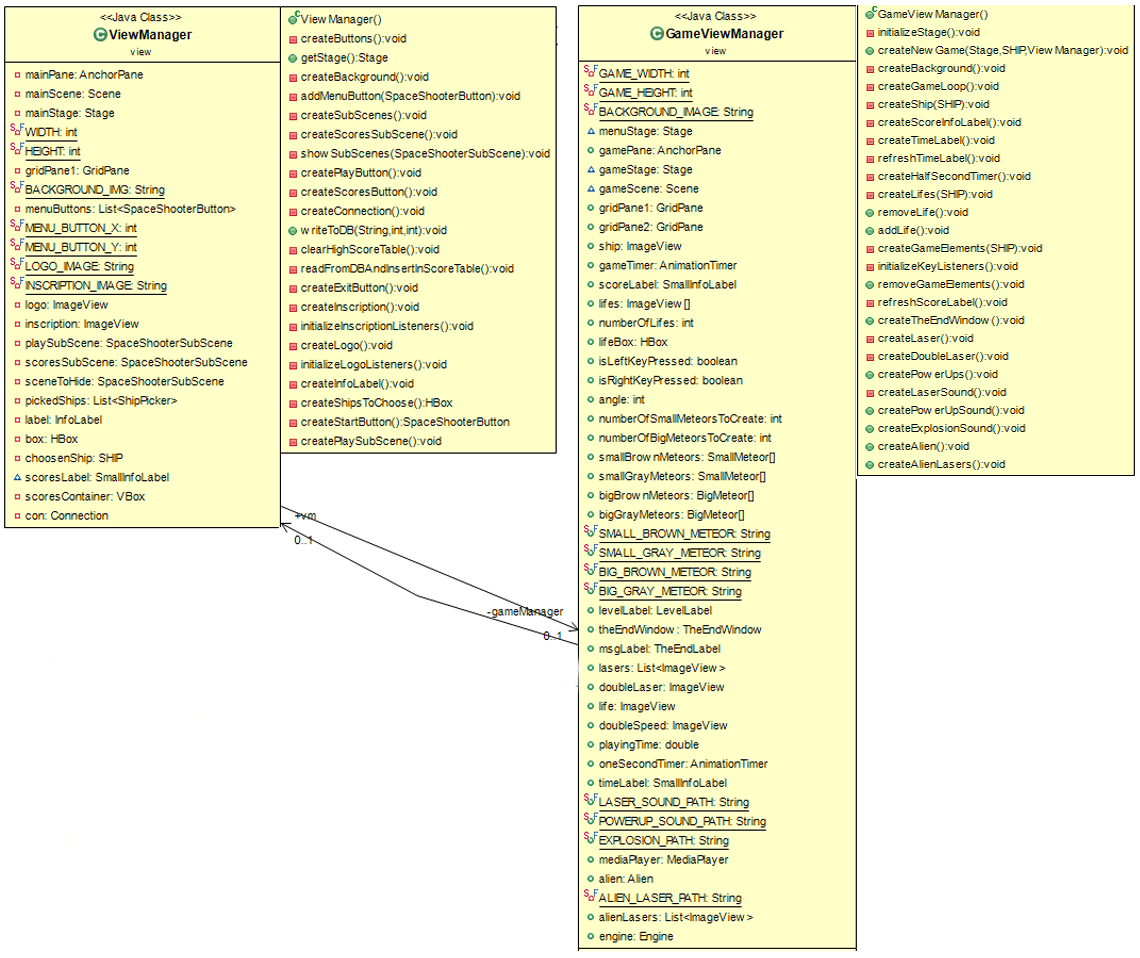 <<Java Class>>
ViewManager
view
mainPane: AnchorPane
mainScene: Scene
mainStage: Stage
WIDTH: int
HEIGHT: int
gridPane1: GridPane
BACKGROUND_IMG: String
menuButtons: List<SpaceShooterButton>
MENU_BUTTON_X: int
MENU_BUTTON_Y: int
LOGO_IMAGE: String
INSCRIPTION_IMAGE: String
logo: ImageView
inscription: ImageView
playSubScene: SpaceShooterSubScene
scoresSubScene: SpaceShooterSubScene
sceneToHide: SpaceShooterSubScene
pickedShips: List<ShipPicker>
label: InfoLabel
box: HBox
choosenShip: SHIP
scoresLabel: SmallInfoLabel
scoresContainer: VBox
con: Connection
ViewManager()
createButtons():void
getStage():Stage
createBackground():void
addMenuButton(SpaceShooterButton):void
createSubScenes():void
createScoresSubScene():void
showSubScenes(SpaceShooterSubScene):void
createPlayButton():void
createScoresButton():void
createConnection():void
writeToDB(String,int,int):void
clearHighScoreTable():void
readFromDBAndInsertInScoreTable():void
createExitButton():void
createInscription():void
initializeInscriptionListeners():void
createLogo():void
initializeLogoListeners():void
createInfoLabel():void
createShipsToChoose():HBox
createStartButton():SpaceShooterButton
createPlaySubScene():void
+vm
0..1
-gameManager
0..1
<<Java Class>>
GameViewManager
view
GAME_WIDTH: int
GAME_HEIGHT: int
BACKGROUND_IMAGE: String
menuStage: Stage
gamePane: AnchorPane
gameStage: Stage
gameScene: Scene
gridPane1: GridPane
gridPane2: GridPane
ship: ImageView
gameTimer: AnimationTimer
scoreLabel: SmallInfoLabel
lifes: ImageView[]
numberOfLifes: int
lifeBox: HBox
isLeftKeyPressed: boolean
isRightKeyPressed: boolean
angle: int
numberOfSmallMeteorsToCreate: int
numberOfBigMeteorsToCreate: int
smallBrownMeteors: SmallMeteor[]
smallGrayMeteors: SmallMeteor[]
bigBrownMeteors: BigMeteor[]
bigGrayMeteors: BigMeteor[]
SMALL_BROWN_METEOR: String
SMALL_GRAY_METEOR: String
BIG_BROWN_METEOR: String
BIG_GRAY_METEOR: String
levelLabel: LevelLabel
theEndWindow: TheEndWindow
msgLabel: TheEndLabel
lasers: List<ImageView>
doubleLaser: ImageView
life: ImageView
doubleSpeed: ImageView
playingTime: double
oneSecondTimer: AnimationTimer
timeLabel: SmallInfoLabel
LASER_SOUND_PATH: String
POWERUP_SOUND_PATH: String
EXPLOSION_PATH: String
mediaPlayer: MediaPlayer
alien: Alien
ALIEN_LASER_PATH: String
alienLasers: List<ImageView>
engine: Engine
GameViewManager()
initializeStage():void
createNewGame(Stage,SHIP,ViewManager):void
createBackground():void
createGameLoop():void
createShip(SHIP):void
createScoreInfoLabel():void
createTimeLabel():void
refreshTimeLabel():void
createHalfSecondTimer():void
createLifes(SHIP):void
removeLife():void
addLife():void
createGameElements(SHIP):void
initializeKeyListeners():void
removeGameElements():void
refreshScoreLabel():void
createTheEndWindow():void
createLaser():void
createDoubleLaser():void
createPowerUps():void
createLaserSound():void
createPowerUpSound():void
createExplosionSound():void
createAlien():void
createAlienLasers():void